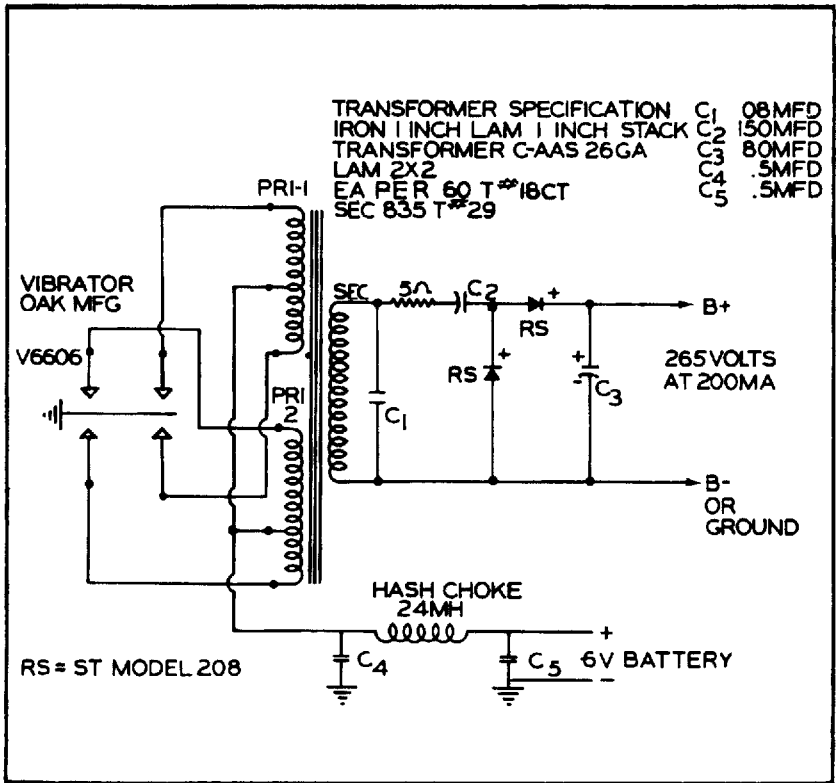 TRANSFORMER SPECIFICATION C1 08MFD
IRON 1 INCH LAM 1 INCH STACK C2 150MFD
TRANSFORMER C-AAS 26GA C3 80MFD
LAM 2X2 C4 .5MFD
EA PER 60 T #18CT C5 .5MFD
SEC 835 T #29
PRI-1
VIBRATOR
OAK MFG
V6606
PRI
2
SEC
5Ω
C2
+
RS
+
RS
C1
+
-
C3
B+
265 VOLTS
AT 200MA
B-
OR
GROUND
HASH CHOKE
24MH
+
C4
C5
6V BATTERY
-
RS = ST MODEL 208